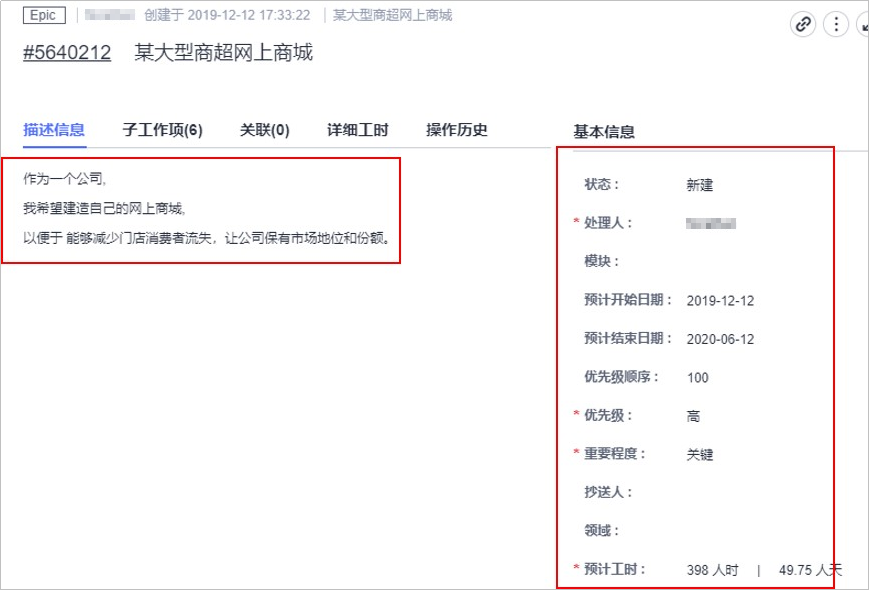 Epic 创建于 2019-12-12 17:33:22 某大型商超网上商城
#5640212 某大型商超网上商城
描述信息 子工作项(6) 关联(0) 详细工时 操作历史
作为一个公司,
我希望建造自己的网上商城,
以便于 能够减少门店消费者流失，让公司保有市场地位和份额。
基本信息
状态： 新建
* 处理人：
模块：
预计开始日期： 2019-12-12
预计结束日期： 2020-06-12
优先级顺序： 100
* 优先级： 高
* 重要程度： 关键
抄送人：
领域：
* 预计工时： 398 人时 | 49.75 人天